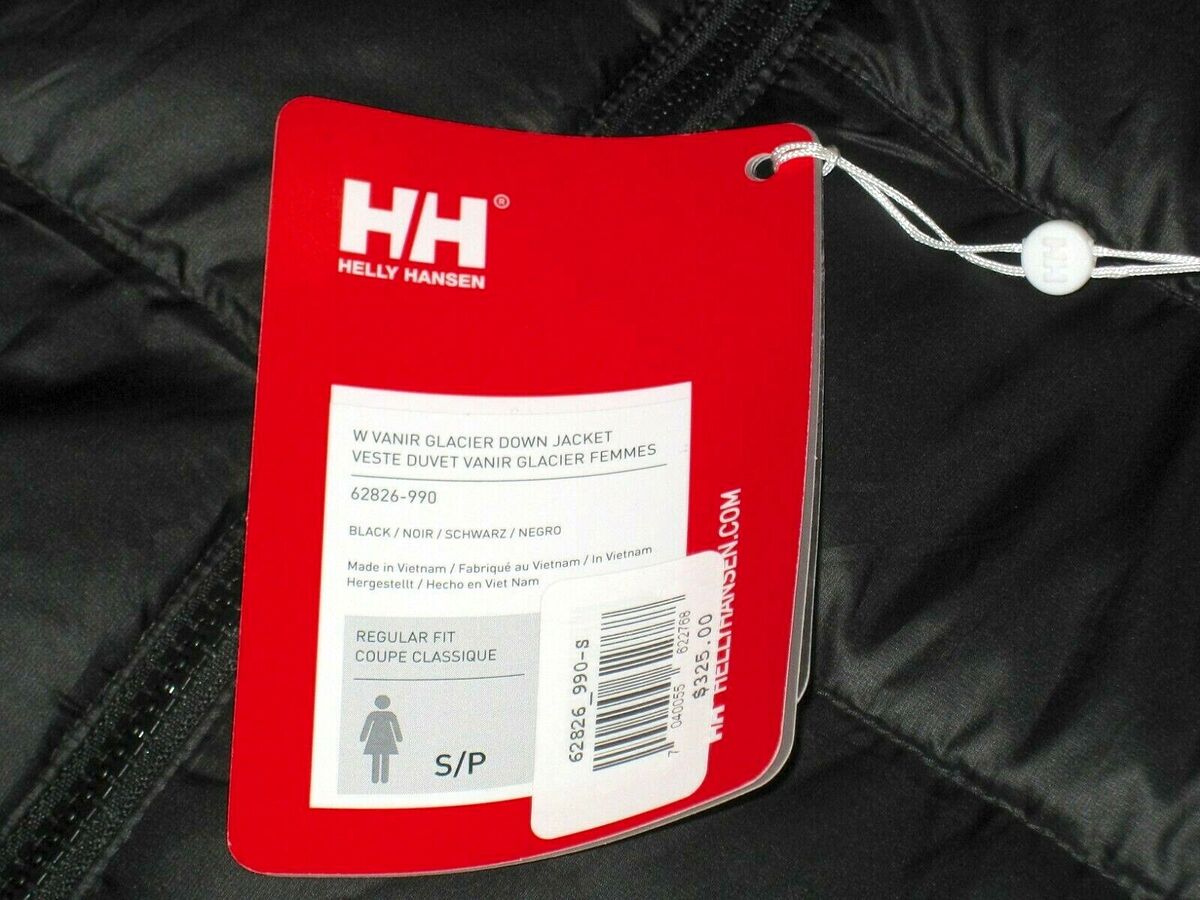 H/H®
HELLY HANSEN
W VANIR GLACIER DOWN JACKET
VESTE DUVET VANIR GLACIER FEMMES
62826-990
BLACK / NOIR / SCHWARZ / NEGRO
Made in Vietnam / Fabriqué au Vietnam / In Vietnam
Hergestellt / Hecho en Viet Nam
REGULAR FIT
COUPE CLASSIQUE
S/P
62826_990-S
7 040055 622768
$325.00
H/H HELLYHANSEN.COM
H/H